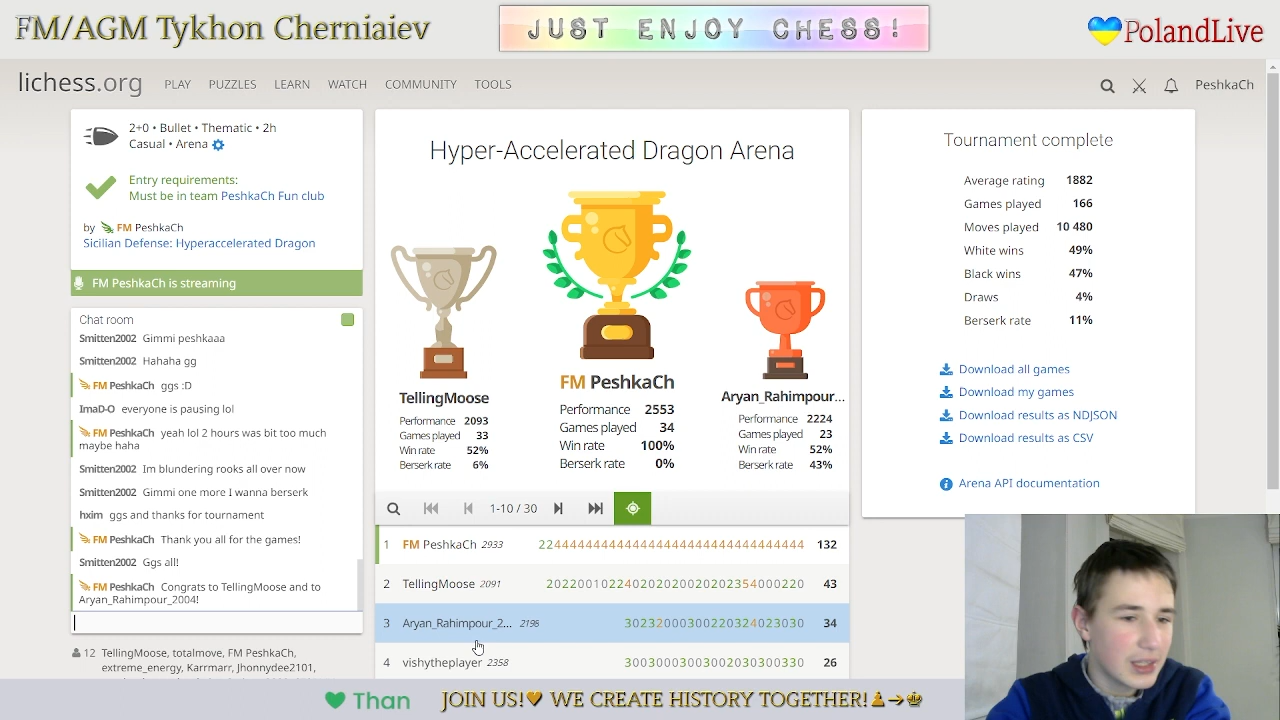 FM/AGM Tykhon Cherniaiev
JUST ENJOY CHESS!
PolandLive
lichess.org
PLAY PUZZLES LEARN WATCH COMMUNITY TOOLS
PeshkaCh
2+0 • Bullet • Thematic • 2h
Casual • Arena
Entry requirements:
Must be in team PeshkaCh Fun club
by FM PeshkaCh
Sicilian Defense: Hyperaccelerated Dragon
FM PeshkaCh is streaming
Chat room
Smitten2002 Gimmi peshkaaa
Smitten2002 Hahaha gg
FM PeshkaCh ggs :D
ImaD-O everyone is pausing lol
FM PeshkaCh yeah lol 2 hours was bit too much
maybe haha
Smitten2002 Im blundering rooks all over now
Smitten2002 Gimmi one more I wanna berserk
hxim ggs and thanks for tournament
FM PeshkaCh Thank you all for the games!
Smitten2002 Ggs all!
FM PeshkaCh Congrats to TellingMoose and to
Aryan_Rahimpour_2004!
12 TellingMoose, totalmove, FM PeshkaCh,
extreme_energy, Karrmarr, Jhonnydee2101,
Hyper-Accelerated Dragon Arena
TellingMoose
Performance 2093
Games played 33
Win rate 52%
Berserk rate 6%
FM PeshkaCh
Performance 2553
Games played 34
Win rate 100%
Berserk rate 0%
Aryan_Rahimpour...
Performance 2224
Games played 23
Win rate 52%
Berserk rate 43%
1-10 / 30
1 FM PeshkaCh 2933 2244444444444444444444444444444444 132
2 TellingMoose 2091 43
3 Aryan_Rahimpour_2... 2198 30232000300220324023030 34
4 vishytheplayer 2358 26
Tournament complete
Average rating 1882
Games played 166
Moves played 10 480
White wins 49%
Black wins 47%
Draws 4%
Berserk rate 11%
Download all games
Download my games
Download results as NDJSON
Download results as CSV
Arena API documentation
Than
JOIN US! WE CREATE HISTORY TOGETHER!